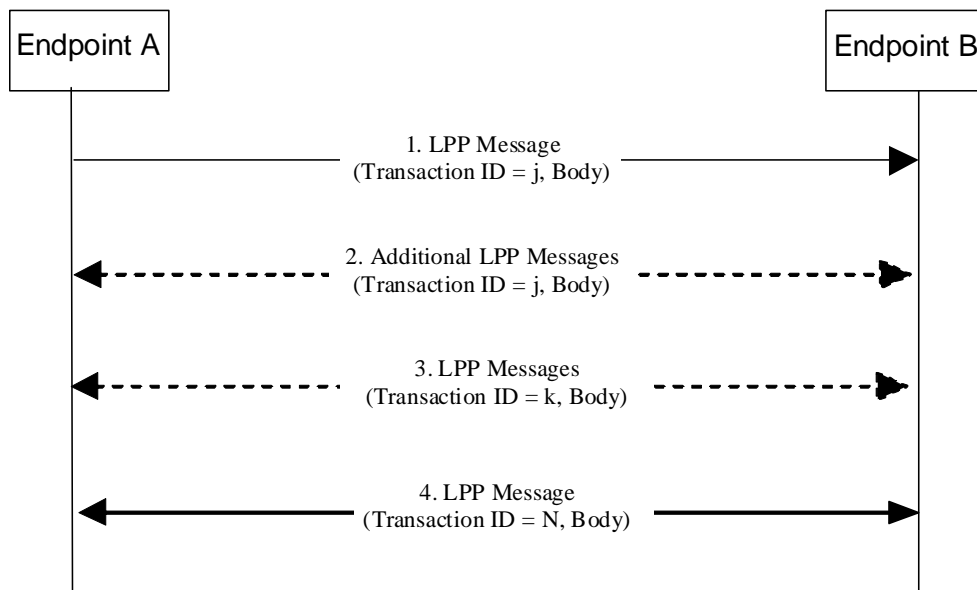 Endpoint A
Endpoint B
1. LPP Message
(Transaction ID = j, Body)
2. Additional LPP Messages
(Transaction ID = j, Body)
3. LPP Messages
(Transaction ID = k, Body)
4. LPP Message
(Transaction ID = N, Body)